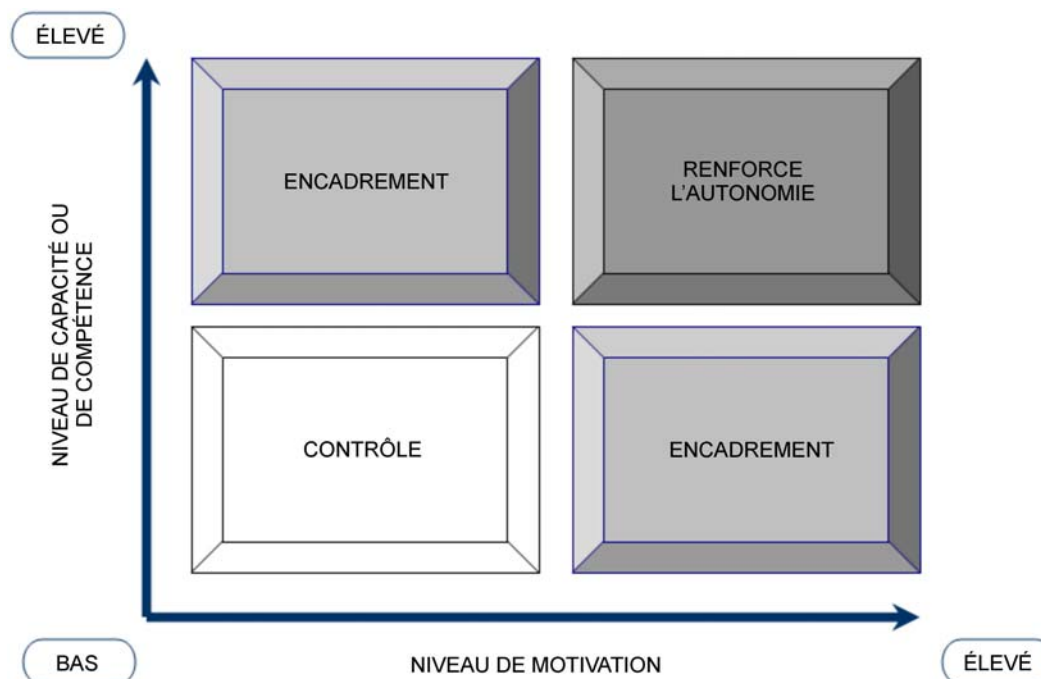 ÉLEVÉ
ENCADREMENT
RENFORCE
L'AUTONOMIE
NIVEAU DE CAPACITÉ OU
DE COMPÉTENCE
CONTRÔLE
ENCADREMENT
BAS
NIVEAU DE MOTIVATION
ÉLEVÉ